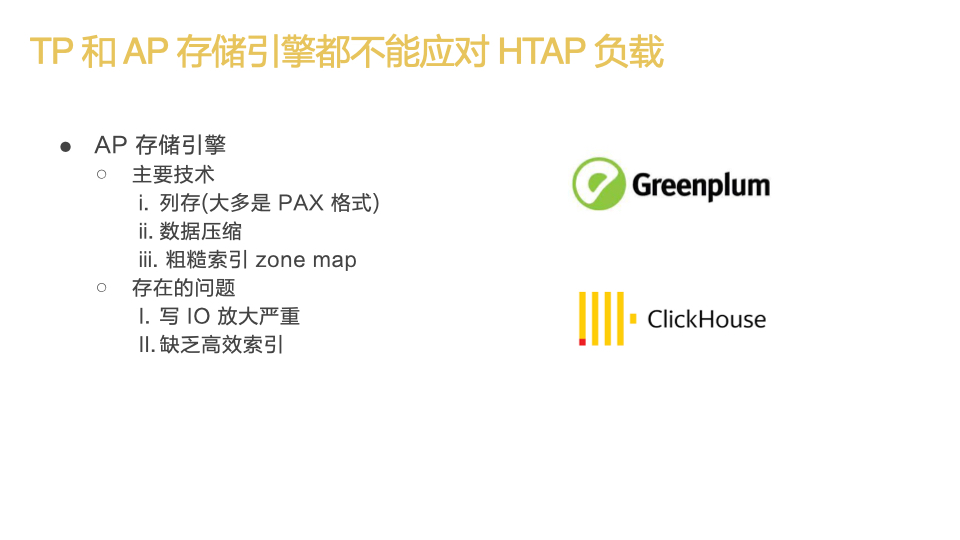 TP 和 AP 存储引擎都不能应对 HTAP 负载
● AP 存储引擎
○ 主要技术
i. 列存(大多是 PAX 格式)
ii. 数据压缩
iii. 粗糙索引 zone map
○ 存在的问题
I. 写 IO 放大严重
II. 缺乏高效索引
Greenplum
ClickHouse